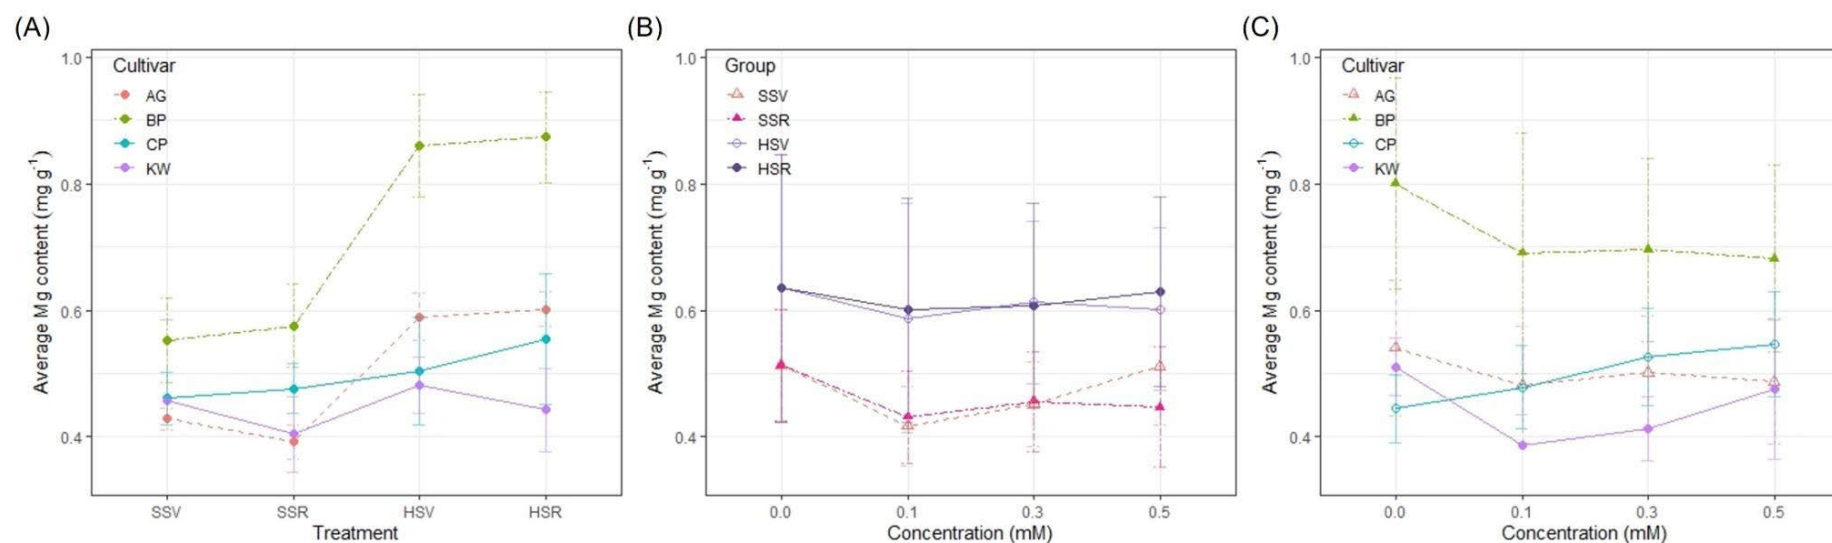 (A)
Average Mg content (mg g⁻¹)
1.0
0.8
0.6
0.4
Cultivar
AG
BP
CP
KW
SSV SSR HSV HSR
Treatment
(B)
Average Mg content (mg g⁻¹)
1.0
0.8
0.6
0.4
Group
SSV
SSR
HSV
HSR
0.0 0.1 0.3 0.5
Concentration (mM)
(C)
Average Mg content (mg g⁻¹)
1.0
0.8
0.6
0.4
Cultivar
AG
BP
CP
KW
0.0 0.1 0.3 0.5
Concentration (mM)